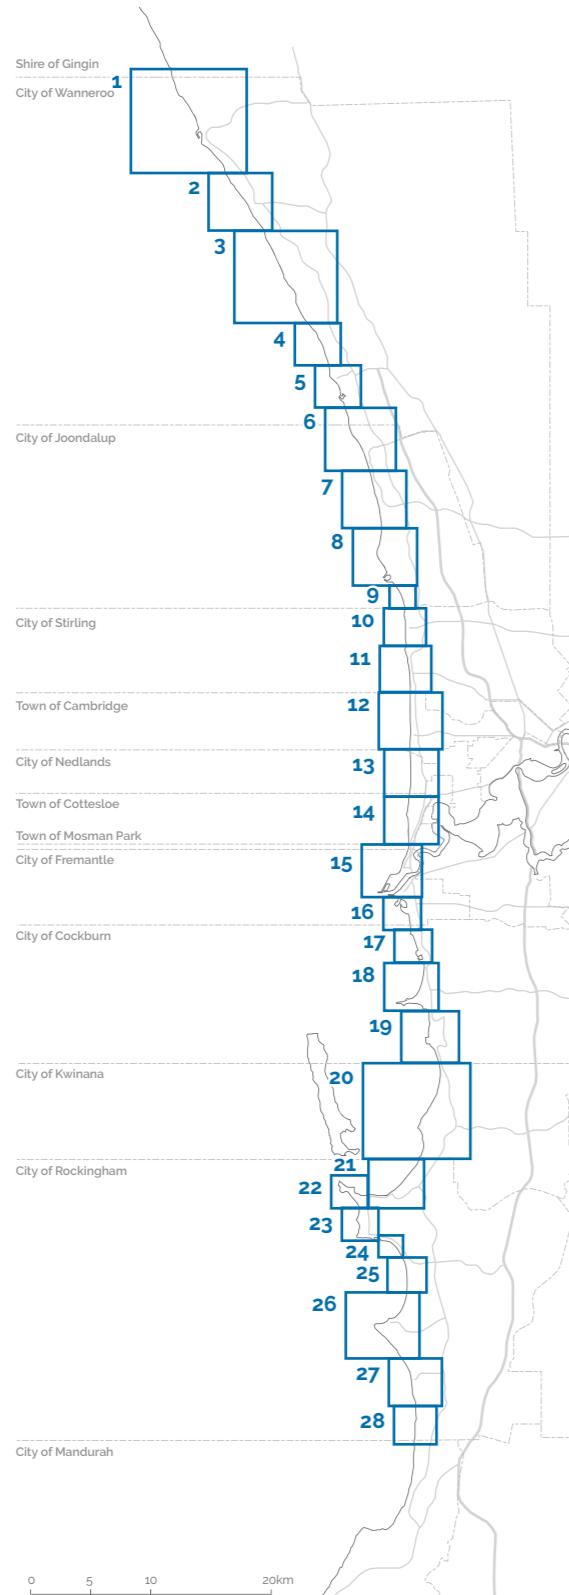 Shire of Gingin
1
City of Wanneroo
2
3
4
5
6
City of Joondalup
7
8
9
10
City of Stirling
11
12
Town of Cambridge
13
City of Nedlands
14
Town of Cottesloe
Town of Mosman Park
15
City of Fremantle
16
17
City of Cockburn
18
19
20
City of Kwinana
21
City of Rockingham
22
23
24
25
26
27
28
City of Mandurah
0 5 10 20km